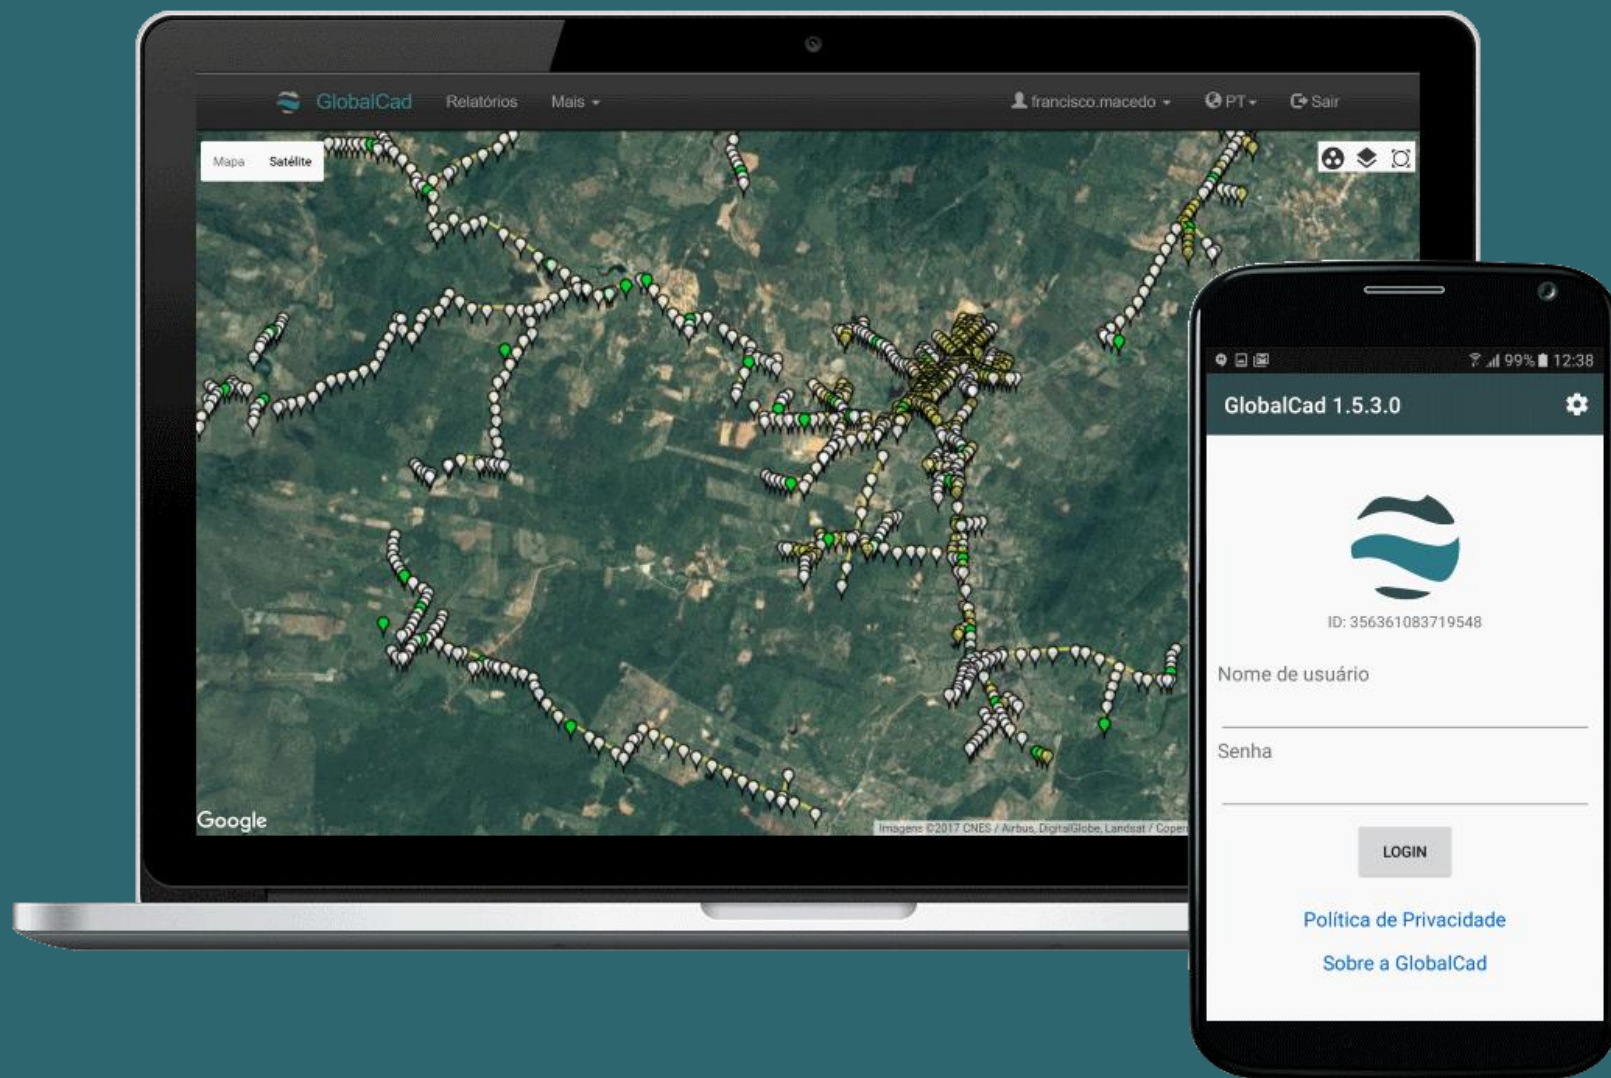 GlobalCad Relatórios Mais francisco.macedo PT Sair
Mapa Satélite
Google
Imagens ©2017 CNES / Airbus, DigitalGlobe, Landsat / Copern
99% 12:38
GlobalCad 1.5.3.0
ID: 356361083719548
Nome de usuário
Senha
LOGIN
Política de Privacidade
Sobre a GlobalCad